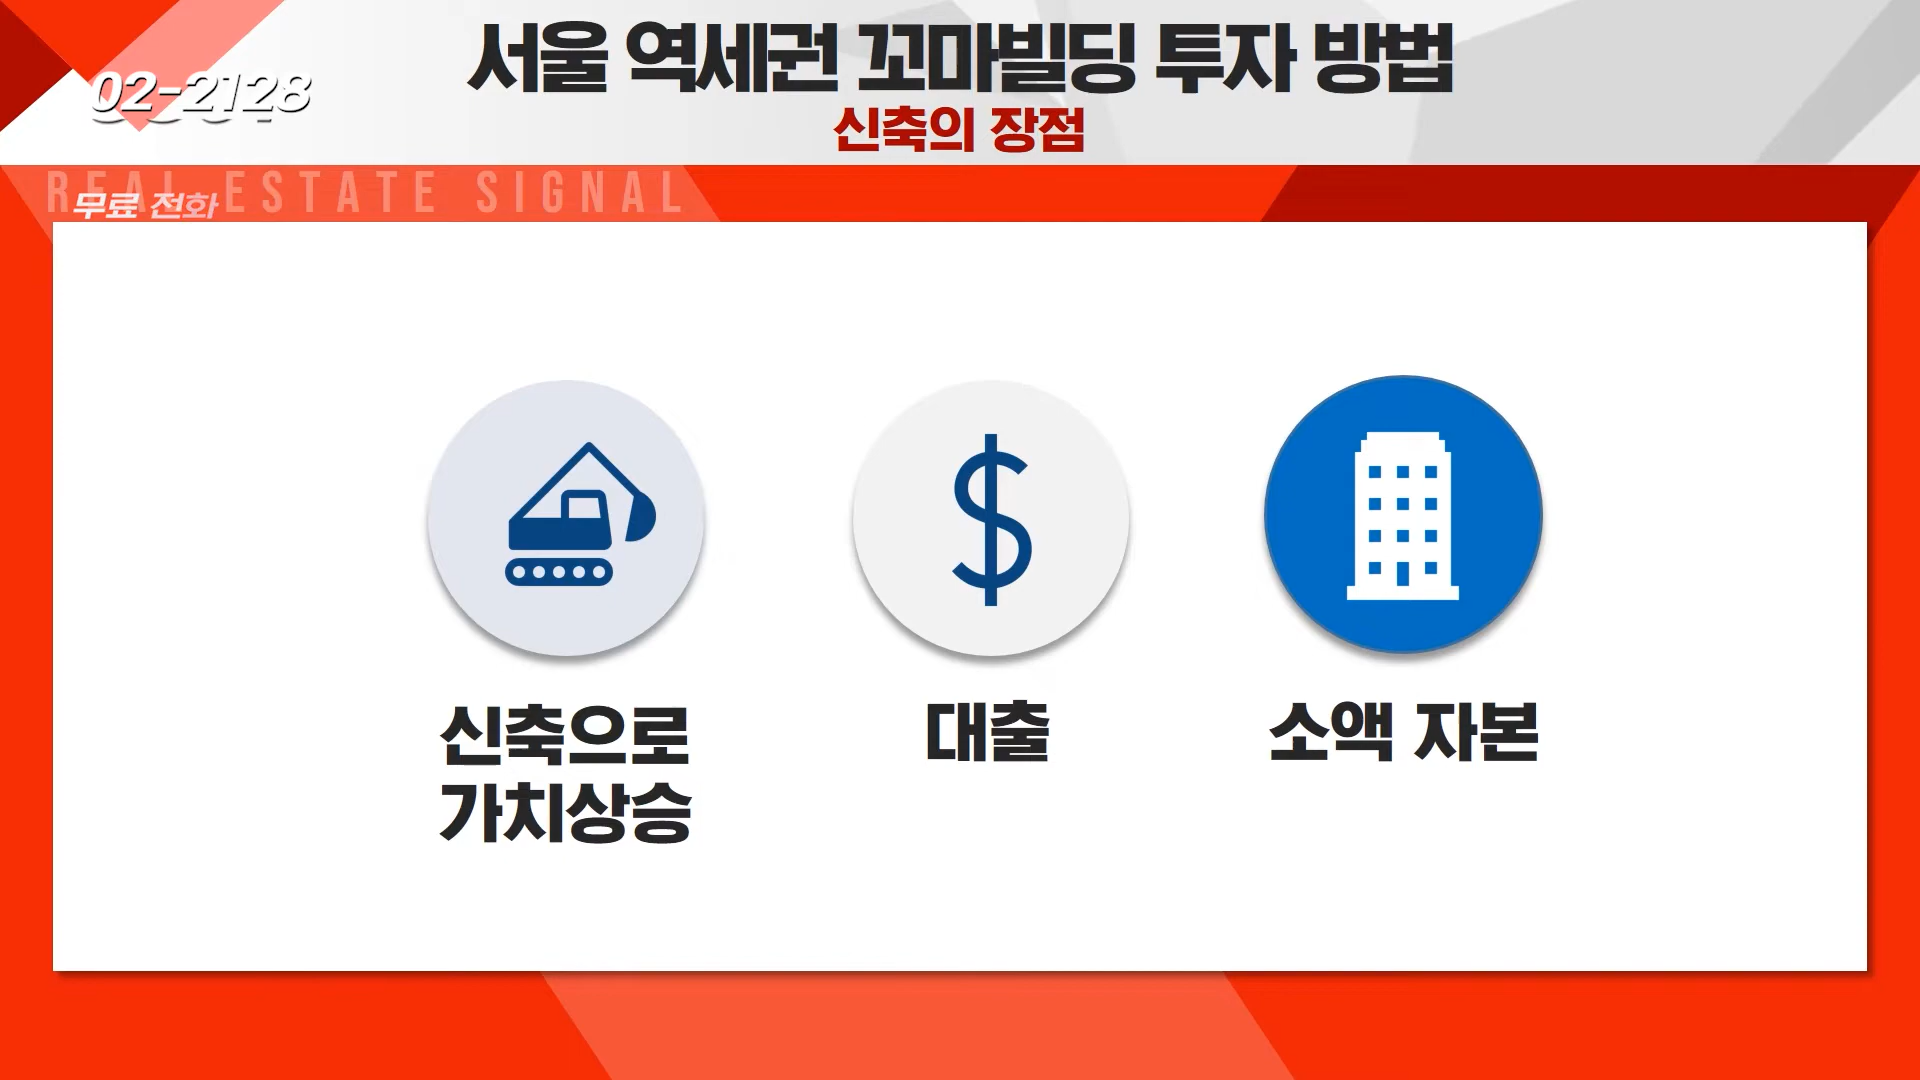 서울 역세권 꼬마빌딩 투자 방법
신축의 장점
02-2128
REAL ESTATE SIGNAL
무료 전화
신축으로
가치상승
대출
소액 자본